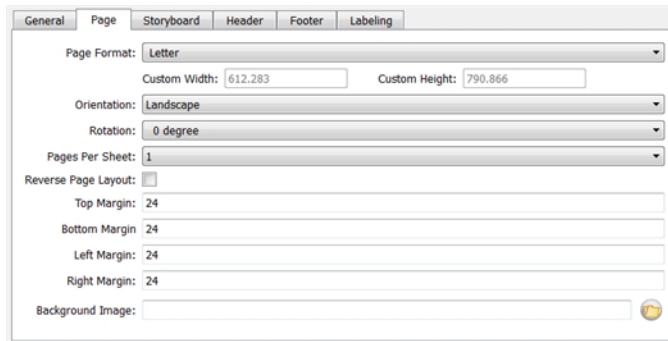 General Page Storyboard Header Footer Labeling
Page Format: Letter
Custom Width: 612.283 Custom Height: 790.866
Orientation: Landscape
Rotation: 0 degree
Pages Per Sheet: 1
Reverse Page Layout:
Top Margin: 24
Bottom Margin 24
Left Margin: 24
Right Margin: 24
Background Image: